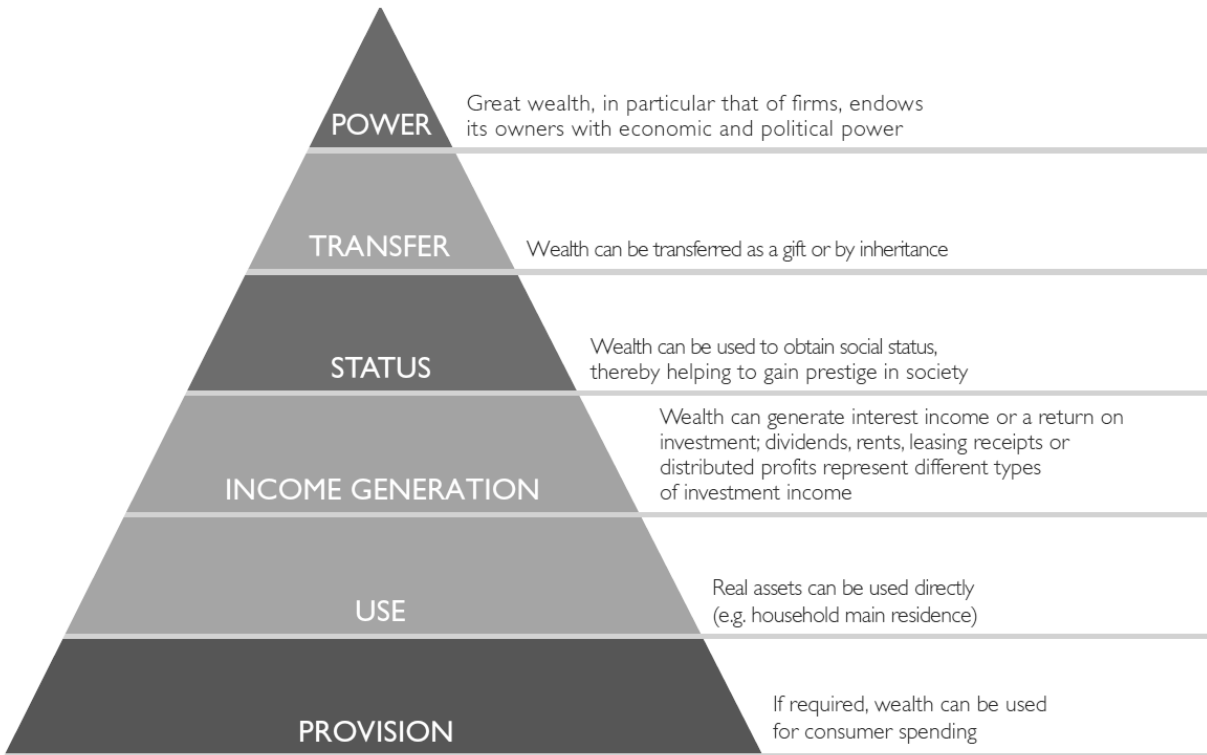 POWER
Great wealth, in particular that of firms, endows
its owners with economic and political power
TRANSFER
Wealth can be transferred as a gift or by inheritance
STATUS
Wealth can be used to obtain social status,
thereby helping to gain prestige in society
INCOME GENERATION
Wealth can generate interest income or a return on
investment; dividends, rents, leasing receipts or
distributed profits represent different types
of investment income
USE
Real assets can be used directly
(e.g. household main residence)
PROVISION
If required, wealth can be used
for consumer spending